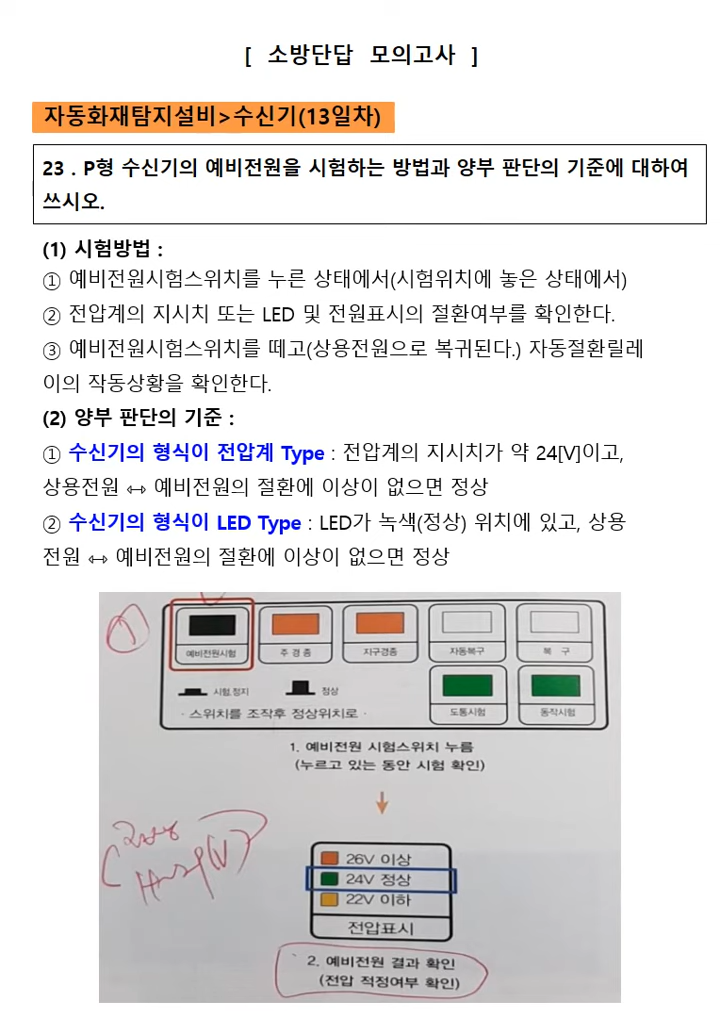 [ 소방단답 모의고사 ]
자동화재탐지설비>수신기(13일차)
23 . P형 수신기의 예비전원을 시험하는 방법과 양부 판단의 기준에 대하여
쓰시오.
(1) 시험방법 :
① 예비전원시험스위치를 누른 상태에서(시험위치에 놓은 상태에서)
② 전압계의 지시치 또는 LED 및 전원표시의 절환여부를 확인한다.
③ 예비전원시험스위치를 떼고(상용전원으로 복귀된다.) 자동절환릴레
이의 작동상황을 확인한다.
(2) 양부 판단의 기준 :
① 수신기의 형식이 전압계 Type : 전압계의 지시치가 약 24[V]이고,
상용전원 ⇔ 예비전원의 절환에 이상이 없으면 정상
② 수신기의 형식이 LED Type : LED가 녹색(정상) 위치에 있고, 상용
전원 ⇔ 예비전원의 절환에 이상이 없으면 정상
①
예비전원시험 주 경 종 지구경종 자동복구 복 구
시험,정지 정상
· 스위치를 조작후 정상위치로 ·
도통시험 동작시험
1. 예비전원 시험스위치 누름
(누르고 있는 동안 시험 확인)
26V 이상
24V 정상
22V 이하
전압표시
2. 예비전원 결과 확인
(전압 적정여부 확인)